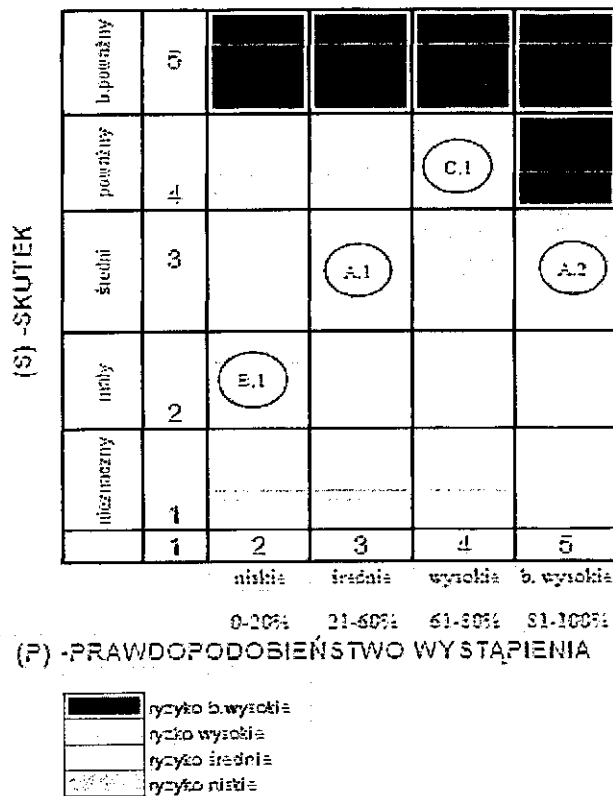 (S) -SKUTEK
b.poważny 5
poważny 4 C.1
średni 3 A.1 A.2
mały 2 B.1
nieznaczny 1
1 2 3 4 5
niskie średnie wysokie b. wysokie
0-20% 21-60% 61-80% 81-100%
(P) -PRAWDOPODOBIEŃSTWO WYSTĄPIENIA
ryzyko b.wysokie
ryzko wysokie
ryzyko średnie
ryzyko niskie